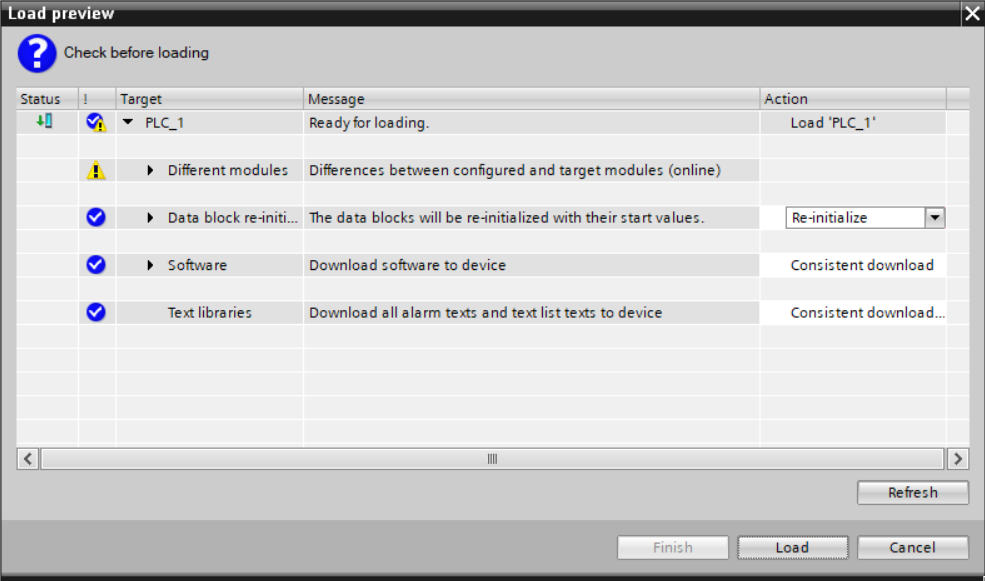 Load preview
Check before loading
Status ! Target Message Action
PLC_1 Ready for loading. Load 'PLC_1'
Different modules Differences between configured and target modules (online)
Data block re-initi... The data blocks will be re-initialized with their start values. Re-initialize
Software Download software to device Consistent download
Text libraries Download all alarm texts and text list texts to device Consistent download...
Refresh
Finish Load Cancel